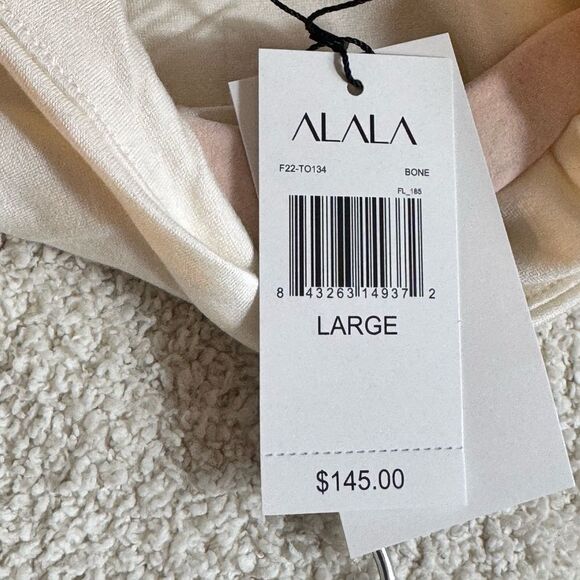 ALALA
F22-TO134 BONE
FL_185
8 43263 14937 2
LARGE
$145.00